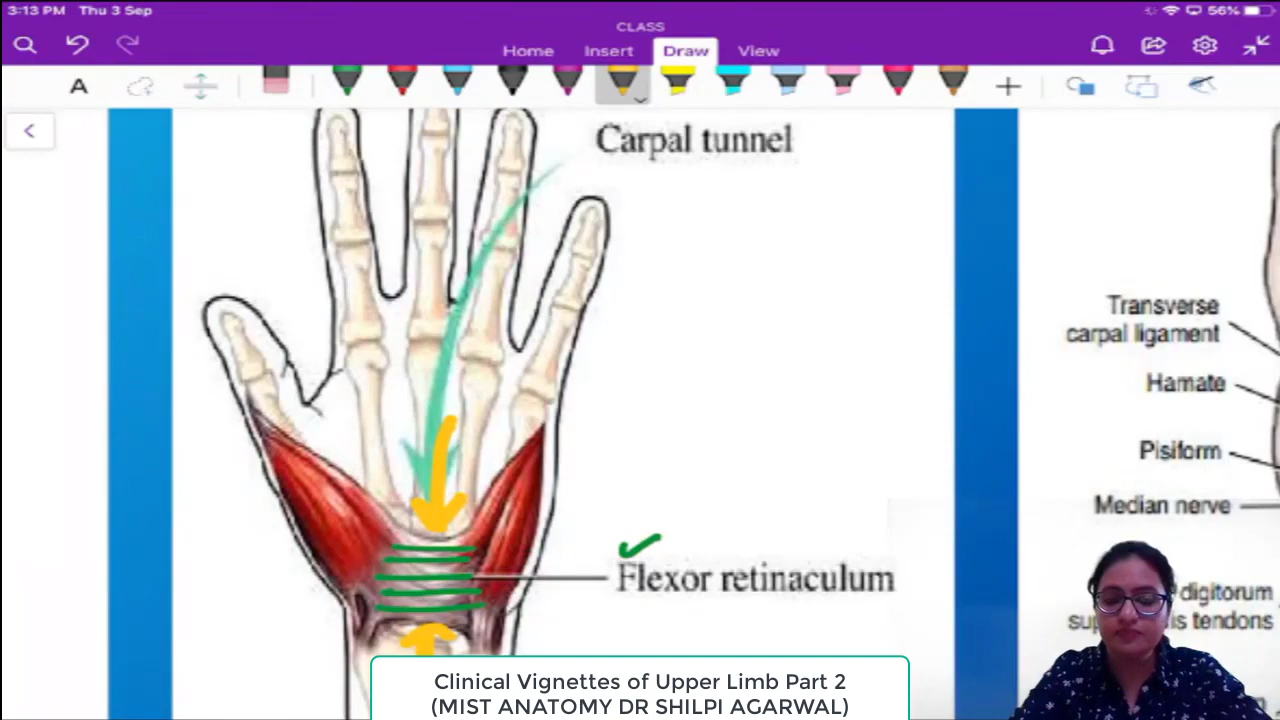 3:13 PM Thu 3 Sep
56%
CLASS
Home Insert Draw View
A
Carpal tunnel
Transverse
carpal ligament
Hamate
Pisiform
Median nerve
Flexor retinaculum
digitorum
tendons
Clinical Vignettes of Upper Limb Part 2
(MIST ANATOMY DR SHILPI AGARWAL)